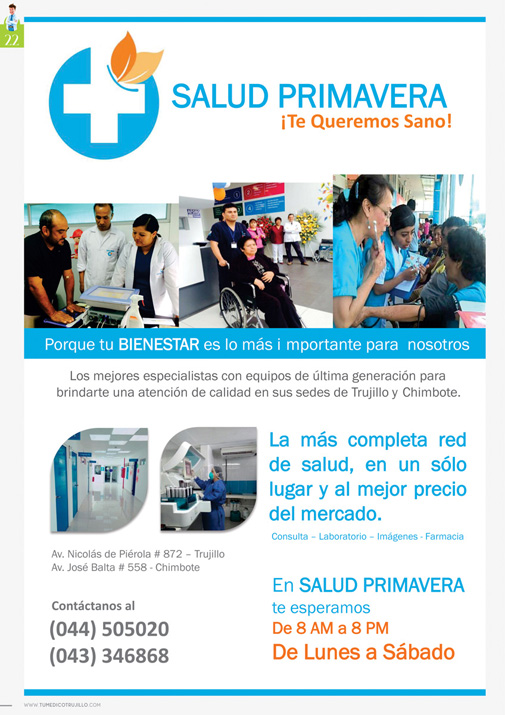 22
SALUD PRIMAVERA
¡Te Queremos Sano!
Porque tu BIENESTAR es lo más i mportante para nosotros
Los mejores especialistas con equipos de última generación para
brindarte una atención de calidad en sus sedes de Trujillo y Chimbote.
La más completa red
de salud, en un sólo
lugar y al mejor precio
del mercado.
Consulta – Laboratorio – Imágenes - Farmacia
Av. Nicolás de Piérola # 872 – Trujillo
Av. José Balta # 558 - Chimbote
Contáctanos al
(044) 505020
(043) 346868
En SALUD PRIMAVERA
te esperamos
De 8 AM a 8 PM
De Lunes a Sábado
WWW.TUMEDICOTRUJILLO.COM